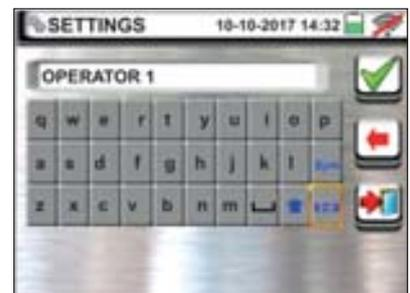 SETTINGS 10-10-2017 14:32
OPERATOR 1
q w e r t y u i o p
a s d f g h j k l
z x c v b n m